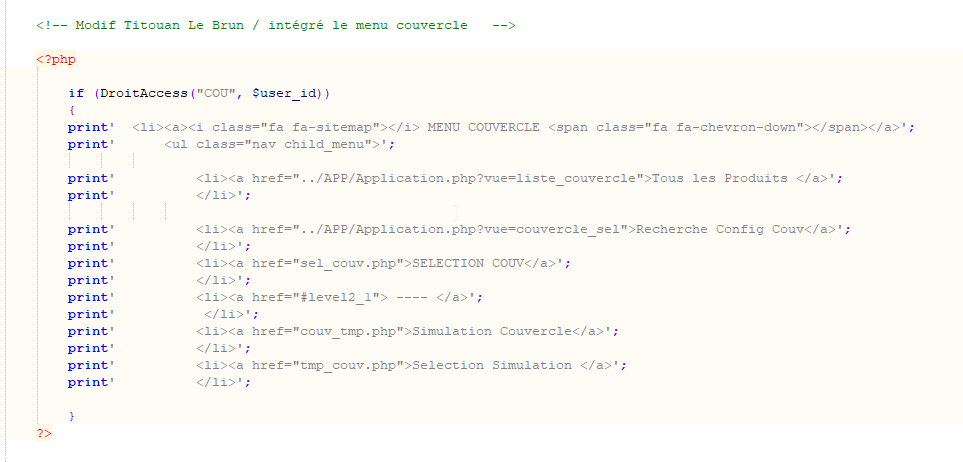 <!-- Modif Titouan Le Brun / intégré le menu couvercle   -->
<?php
if (DroitAccess("COU", $user_id))
{
print'  <li><a><i class="fa fa-sitemap"></i> MENU COUVERCLE <span class="fa fa-chevron-down"></span></a>';
print'      <ul class="nav child_menu">';
print'          <li><a href="../APP/Application.php?vue=liste_couvercle">Tous les Produits </a>';
print'          </li>';
print'          <li><a href="../APP/Application.php?vue=couvercle_sel">Recherche Config Couv</a>';
print'          </li>';
print'          <li><a href="sel_couv.php">SELECTION COUV</a>';
print'          </li>';
print'          <li><a href="#level2_1"> ---- </a>';
print'           </li>';
print'          <li><a href="couv_tmp.php">Simulation Couvercle</a>';
print'          </li>';
print'          <li><a href="tmp_couv.php">Selection Simulation </a>';
print'          </li>';
}
?>